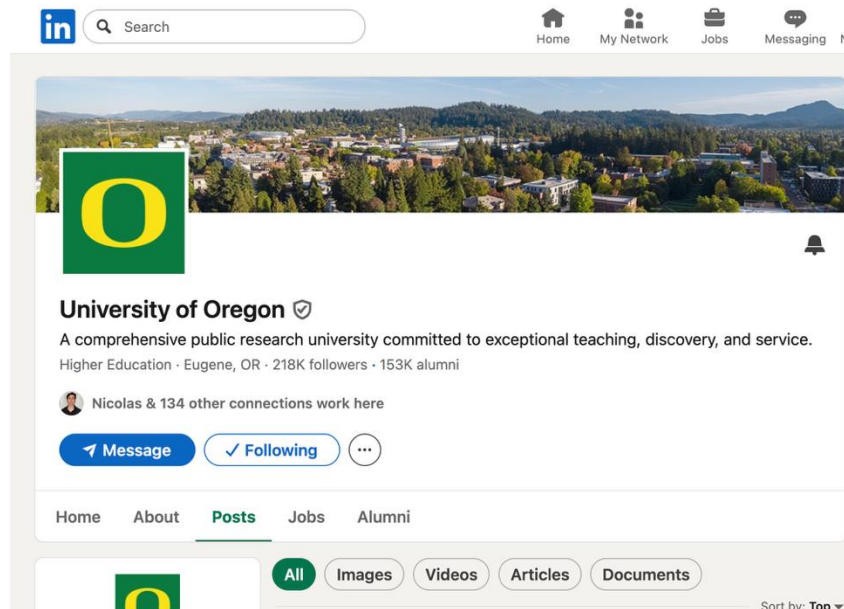 in
Search
Home My Network Jobs Messaging
O
University of Oregon
A comprehensive public research university committed to exceptional teaching, discovery, and service.
Higher Education · Eugene, OR · 218K followers • 153K alumni
Nicolas & 134 other connections work here
Message Following
Home About Posts Jobs Alumni
All Images Videos Articles Documents
Sort by: Top